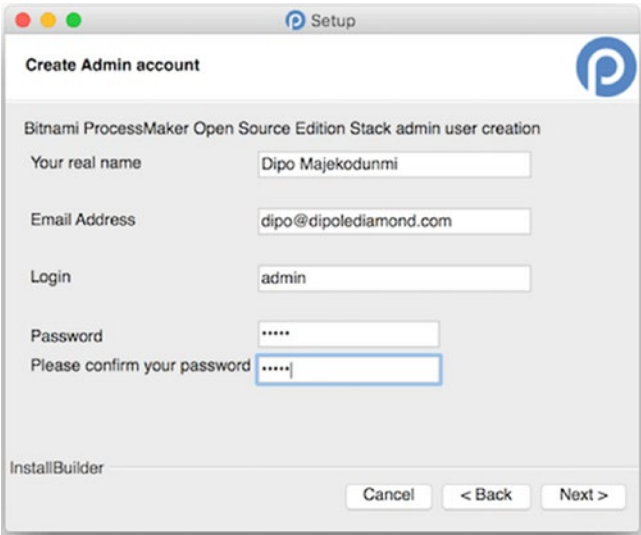 Setup
Create Admin account
Bitnami ProcessMaker Open Source Edition Stack admin user creation
Your real name Dipo Majekodunmi
Email Address dipo@dipolediamond.com
Login admin
Password •••••
Please confirm your password •••••
InstallBuilder
Cancel < Back Next >